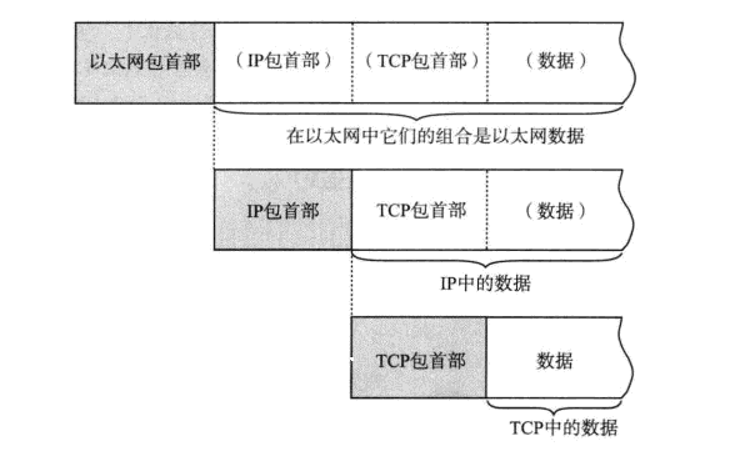 以太网包首部 （IP包首部） （TCP包首部） （数据）
在以太网中它们的组合是以太网数据
IP包首部 TCP包首部 （数据）
IP中的数据
TCP包首部 数据
TCP中的数据